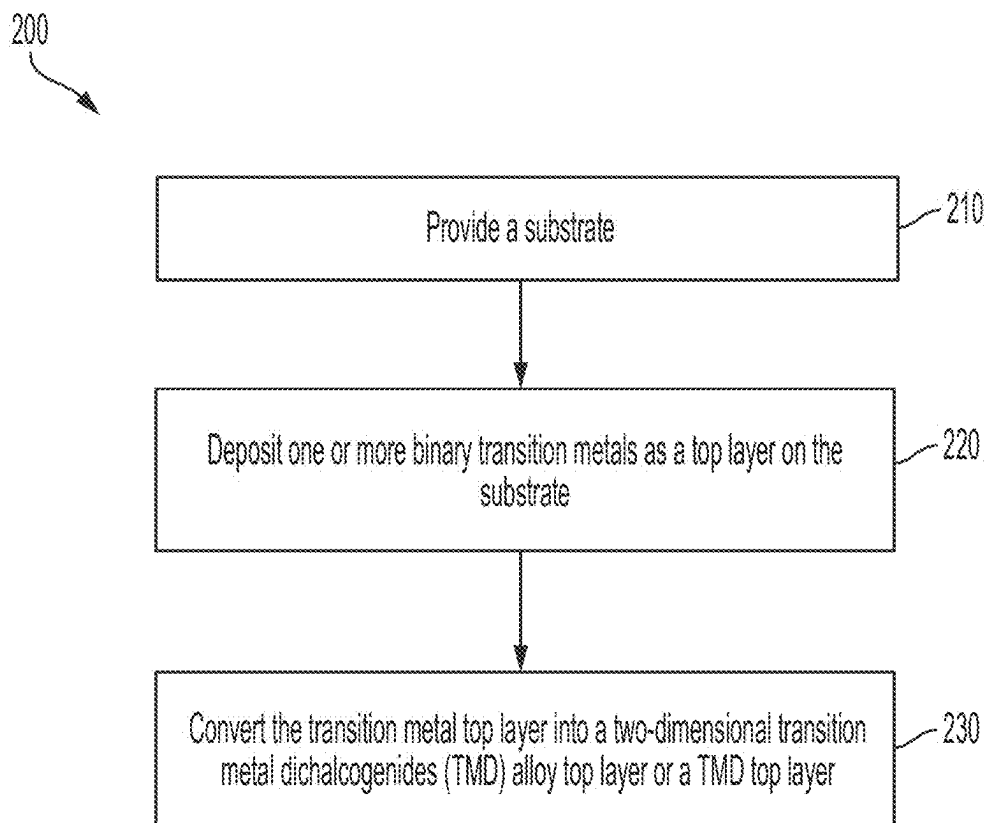 200
Provide a substrate
210
Deposit one or more binary transition metals as a top layer on the
substrate
220
Convert the transition metal top layer into a two-dimensional transition
metal dichalcogenides (TMD) alloy top layer or a TMD top layer
230